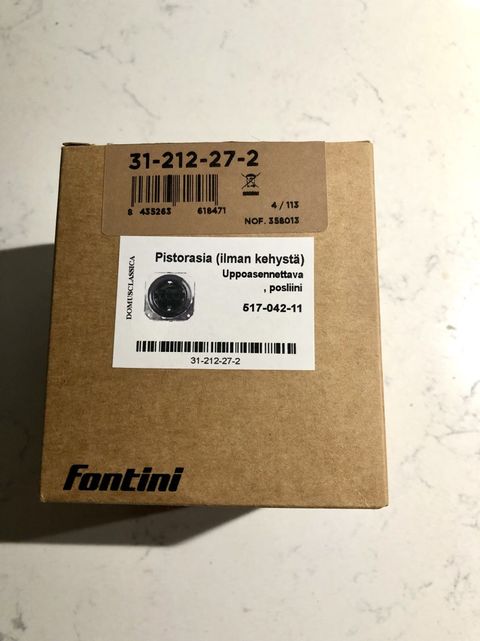 31-212-27-2
8 435263 618471
4 / 113
NOF. 358013
DOMUSCLASSICA
Pistorasia (ilman kehystä)
Uppoasennettava
, posliini
517-042-11
31-212-27-2
Fontini